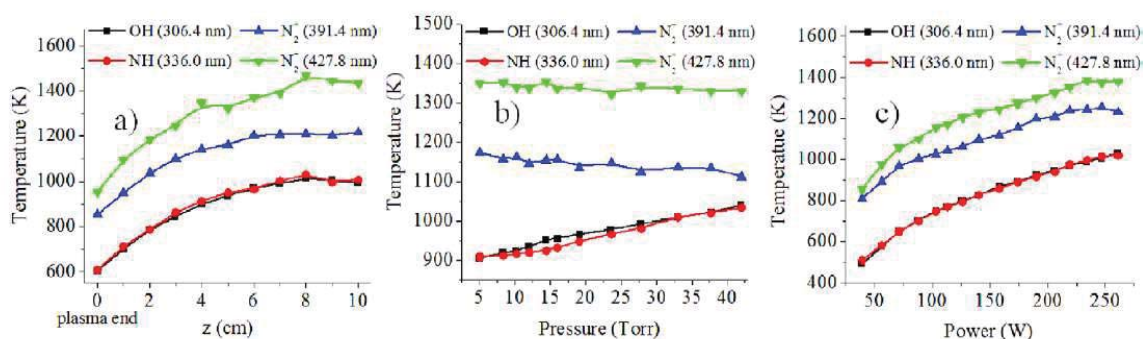 OH (306.4 nm) N₂⁺ (391.4 nm)
NH (336.0 nm) N₂⁺ (427.8 nm)
1600
1400
1200
1000
800
600
Temperature (K)
a)
0 2 4 6 8 10
plasma end
z (cm)
OH (306.4 nm) N₂⁺ (391.4 nm)
NH (336.0 nm) N₂⁺ (427.8 nm)
1500
1400
1300
1200
1100
1000
900
Temperature (K)
b)
5 10 15 20 25 30 35 40
Pressure (Torr)
OH (306.4 nm) N₂⁺ (391.4 nm)
NH (336.0 nm) N₂⁺ (427.8 nm)
1600
1400
1200
1000
800
600
400
Temperature (K)
c)
50 100 150 200 250
Power (W)